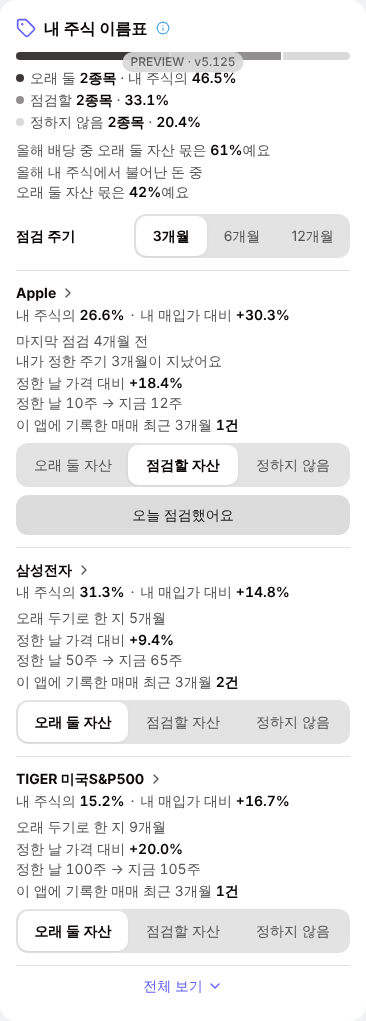 내 주식 이름표
PREVIEW · v5.125
오래 둘 2종목 · 내 주식의 46.5%
점검할 2종목 · 33.1%
정하지 않음 2종목 · 20.4%
올해 배당 중 오래 둘 자산 몫은 61%예요
올해 내 주식에서 불어난 돈 중
오래 둘 자산 몫은 42%예요
점검 주기 3개월 6개월 12개월
Apple
내 주식의 26.6% · 내 매입가 대비 +30.3%
마지막 점검 4개월 전
내가 정한 주기 3개월이 지났어요
정한 날 가격 대비 +18.4%
정한 날 10주 → 지금 12주
이 앱에 기록한 매매 최근 3개월 1건
오래 둘 자산 점검할 자산 정하지 않음
오늘 점검했어요
삼성전자
내 주식의 31.3% · 내 매입가 대비 +14.8%
오래 두기로 한 지 5개월
정한 날 가격 대비 +9.4%
정한 날 50주 → 지금 65주
이 앱에 기록한 매매 최근 3개월 2건
오래 둘 자산 점검할 자산 정하지 않음
TIGER 미국S&P500
내 주식의 15.2% · 내 매입가 대비 +16.7%
오래 두기로 한 지 9개월
정한 날 가격 대비 +20.0%
정한 날 100주 → 지금 105주
이 앱에 기록한 매매 최근 3개월 1건
오래 둘 자산 점검할 자산 정하지 않음
전체 보기